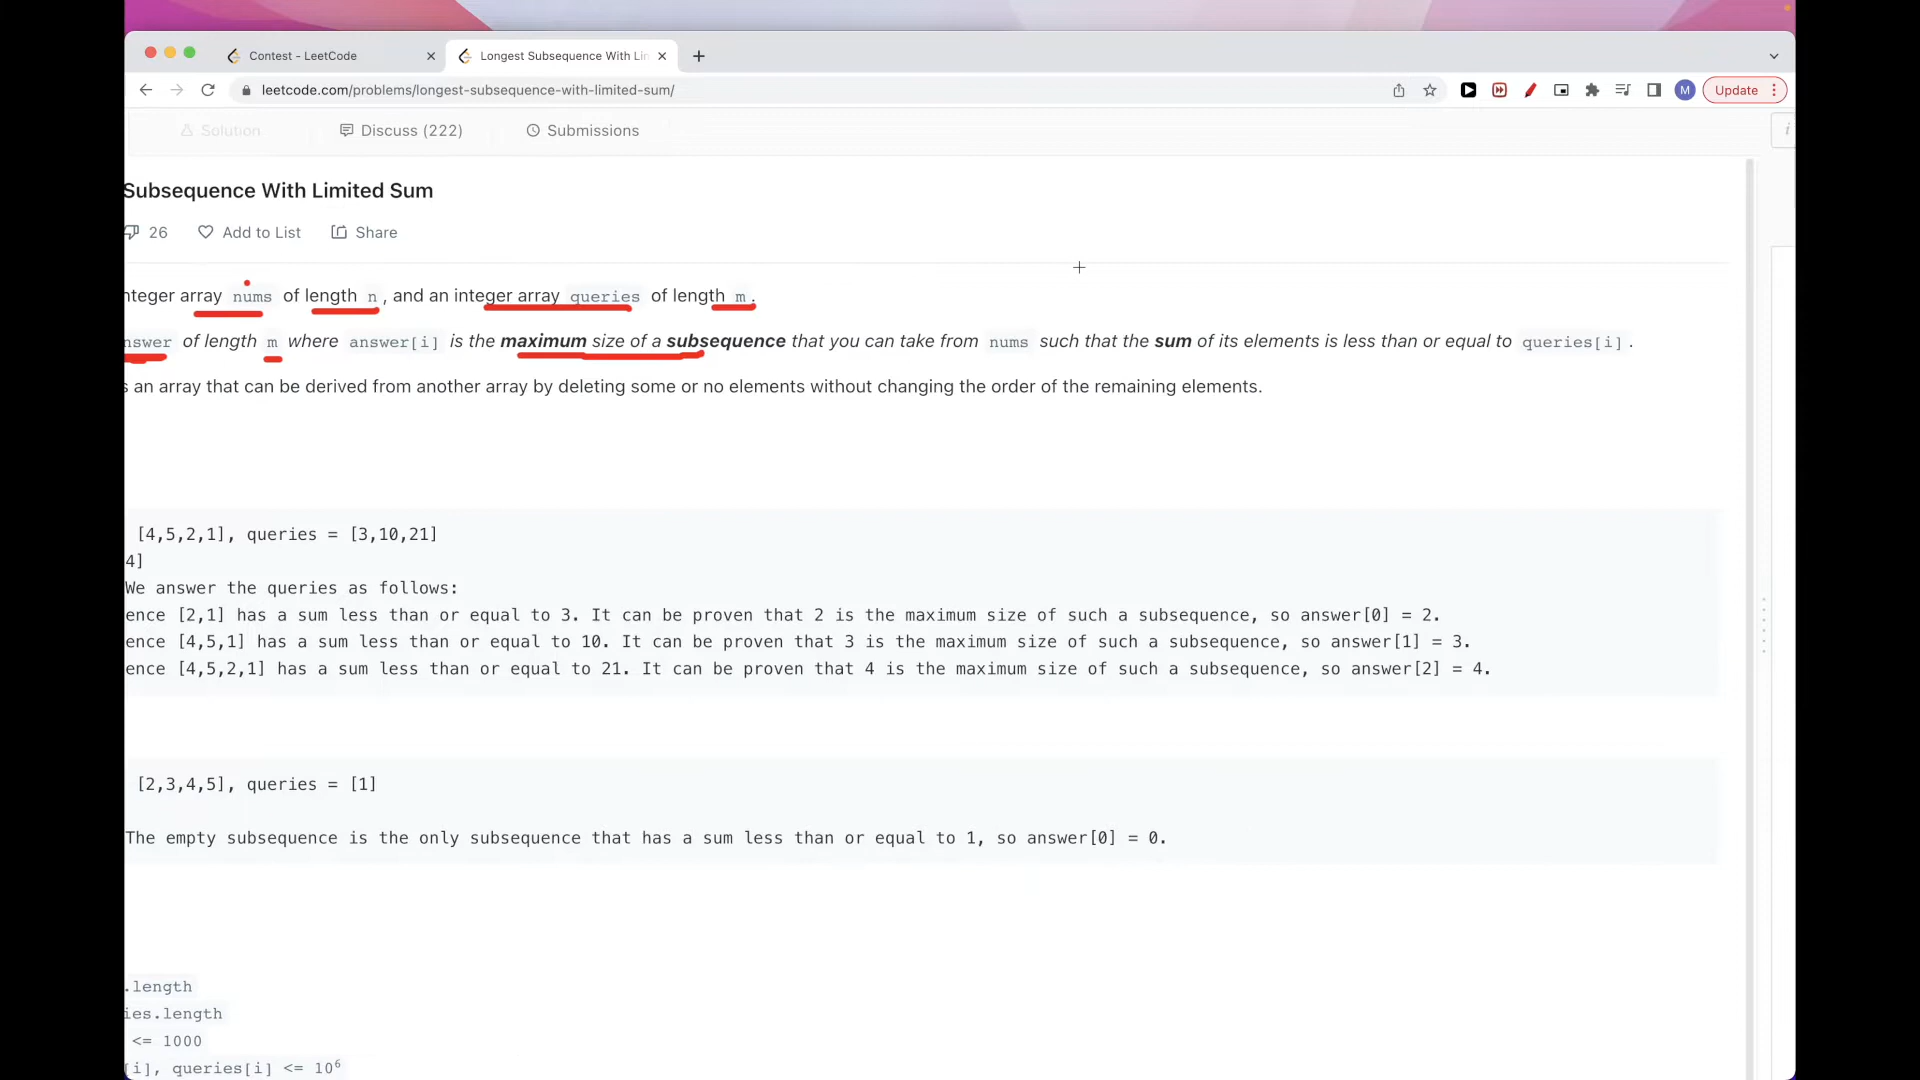 Contest - LeetCode
Longest Subsequence With Lin
leetcode.com/problems/longest-subsequence-with-limited-sum/
M
Update
Solution
Discuss (222)
Submissions
i
Subsequence With Limited Sum
26
Add to List
Share
nteger array nums of length n, and an integer array queries of length m.
nswer of length m where answer[i] is the maximum size of a subsequence that you can take from nums such that the sum of its elements is less than or equal to queries[i].
s an array that can be derived from another array by deleting some or no elements without changing the order of the remaining elements.
[4,5,2,1], queries = [3,10,21]
4]
We answer the queries as follows:
ence [2,1] has a sum less than or equal to 3. It can be proven that 2 is the maximum size of such a subsequence, so answer[0] = 2.
ence [4,5,1] has a sum less than or equal to 10. It can be proven that 3 is the maximum size of such a subsequence, so answer[1] = 3.
ence [4,5,2,1] has a sum less than or equal to 21. It can be proven that 4 is the maximum size of such a subsequence, so answer[2] = 4.
[2,3,4,5], queries = [1]
The empty subsequence is the only subsequence that has a sum less than or equal to 1, so answer[0] = 0.
.length
ies.length
<= 1000
[i], queries[i] <= 10⁶